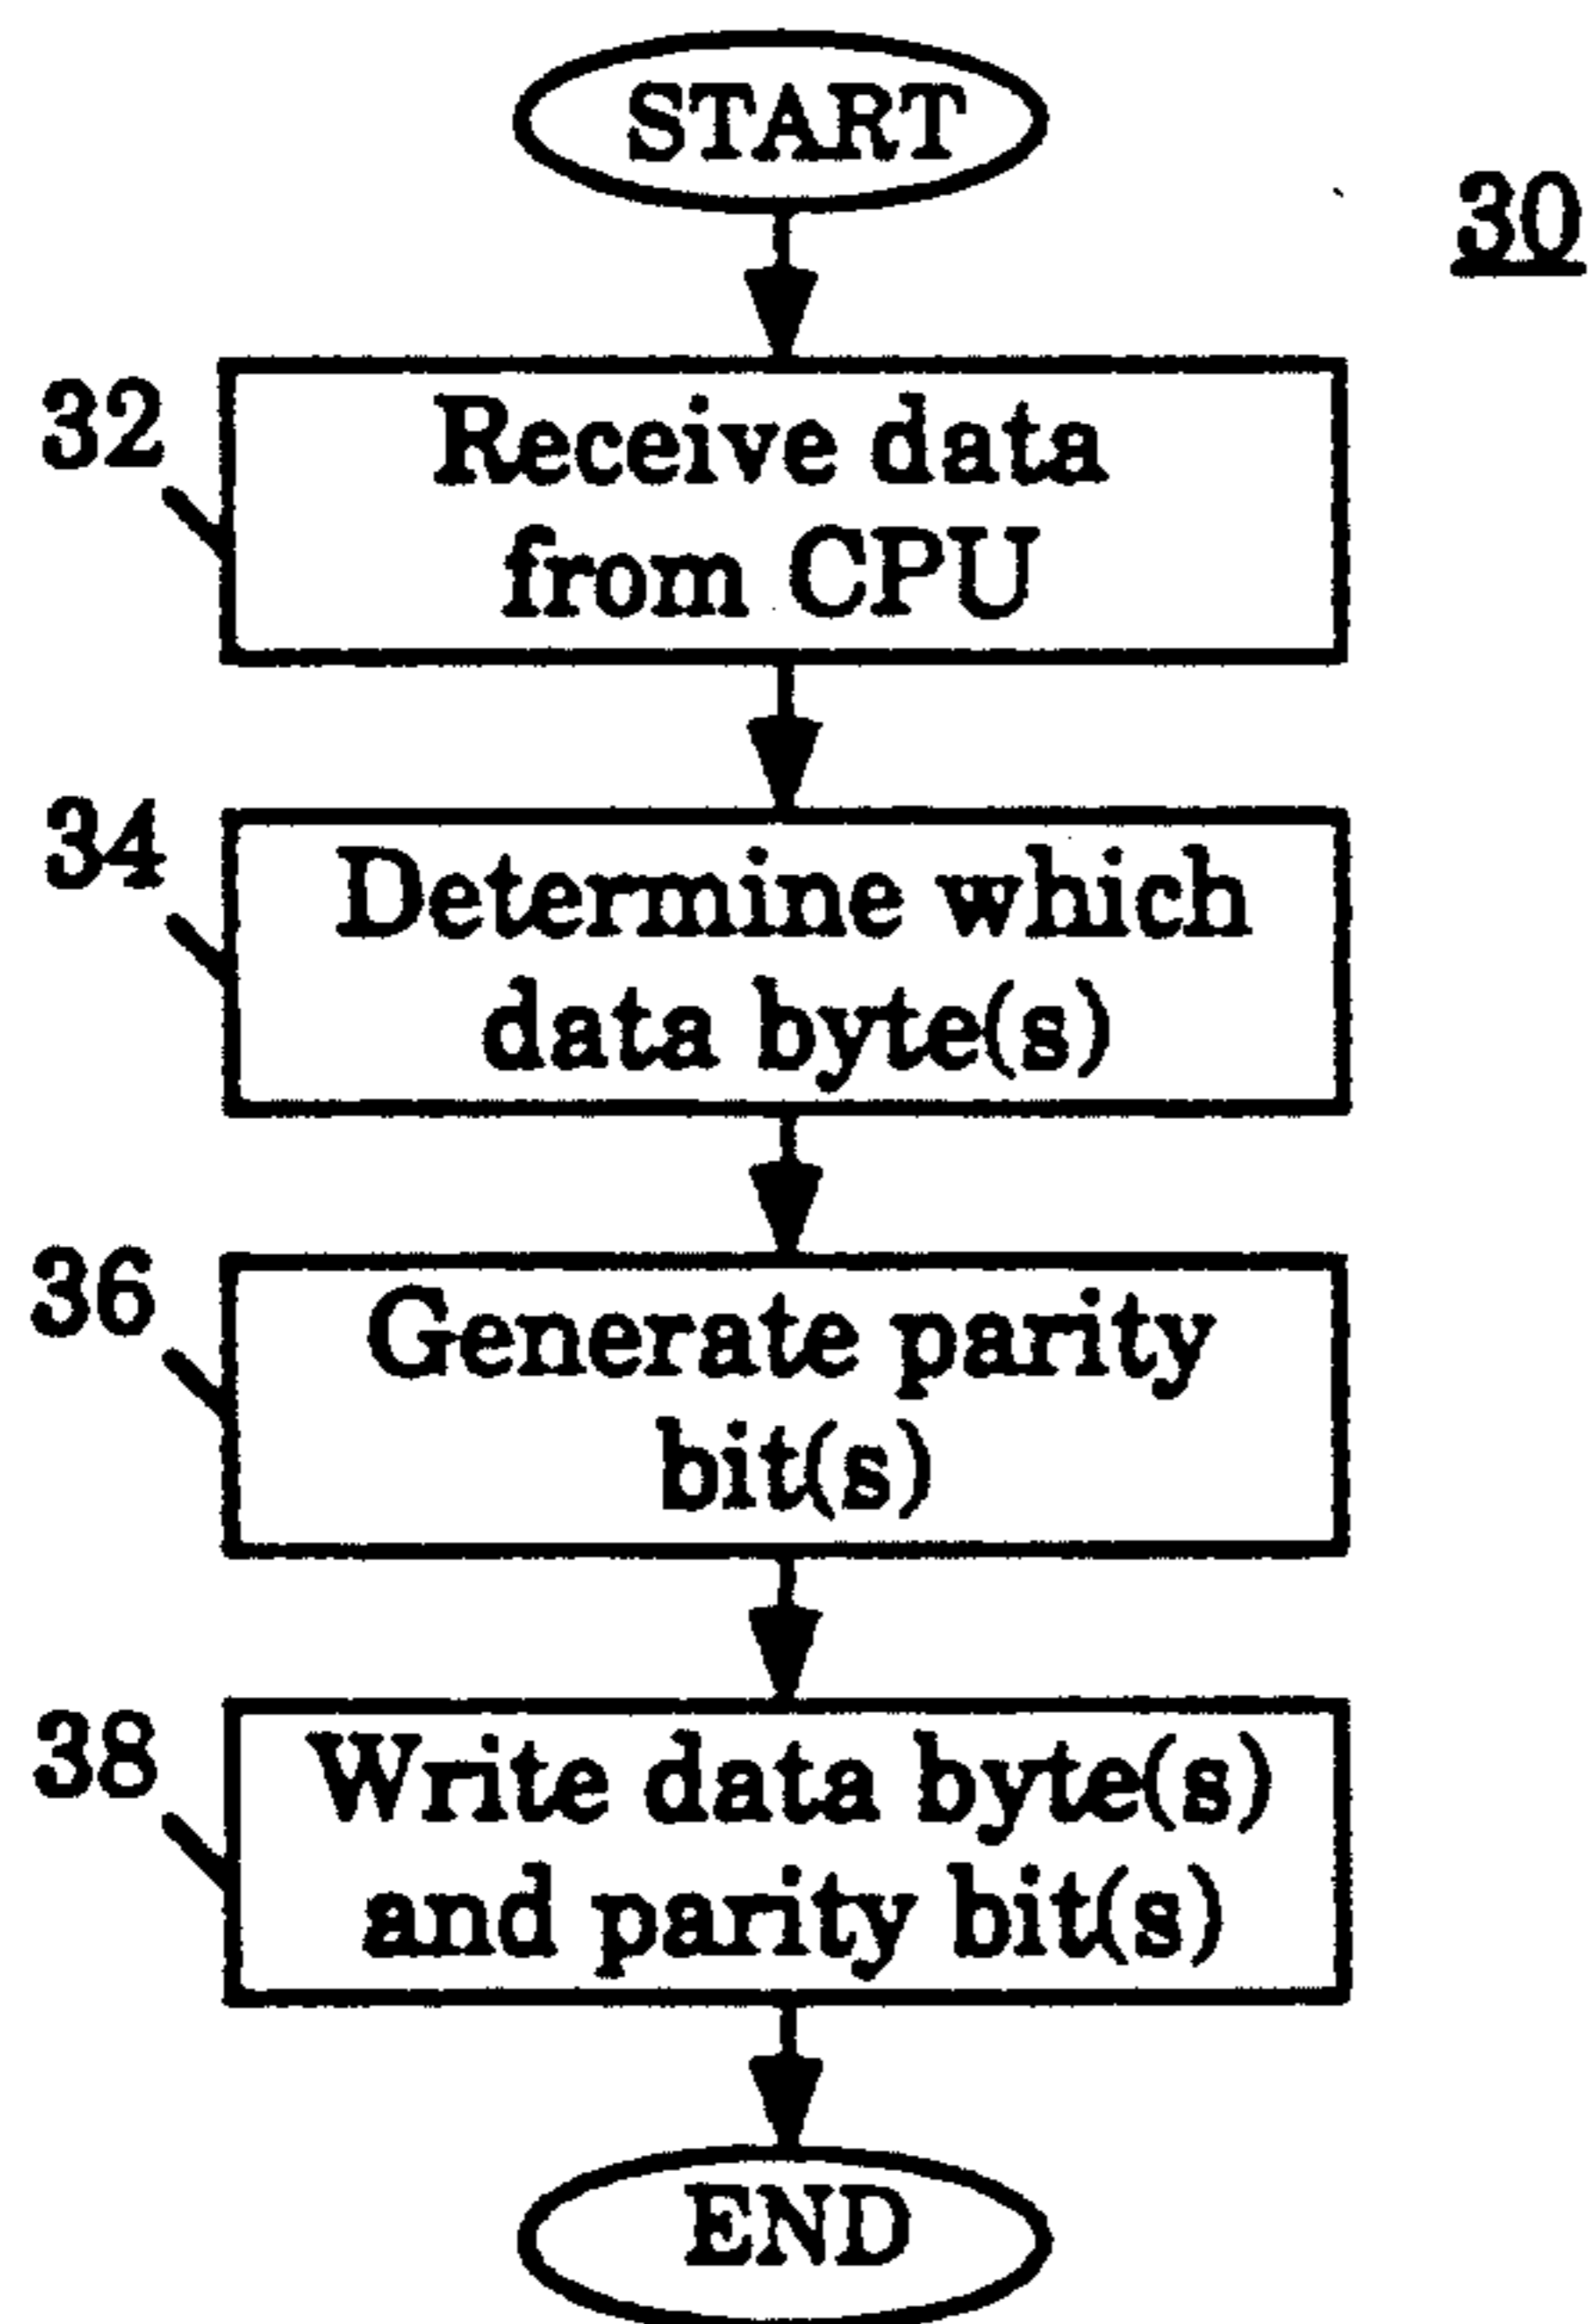 START
30
32
Receive data
from CPU
34
Determine which
data byte(s)
36
Generate parity
bit(s)
38
Write data byte(s)
and parity bit(s)
END